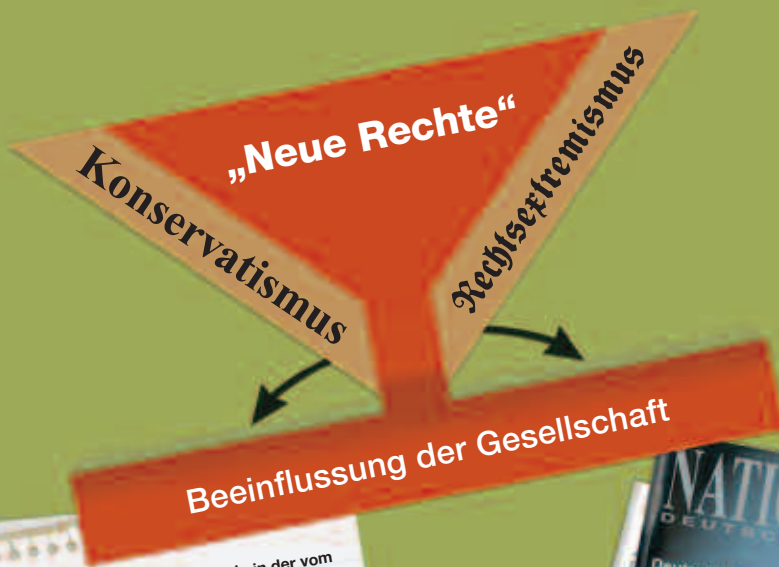 „Neue Rechte“
Konservatismus
Rechtsextremismus
Beeinflussung der Gesellschaft
in der vom
NATI
DEUTSC